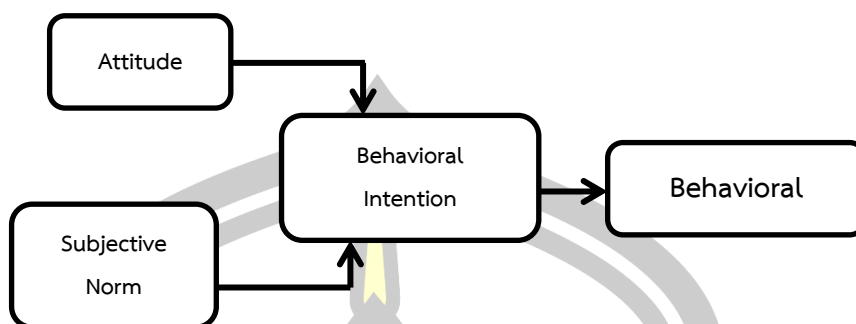 Attitude
Behavioral
Intention
Behavioral
Subjective
Norm